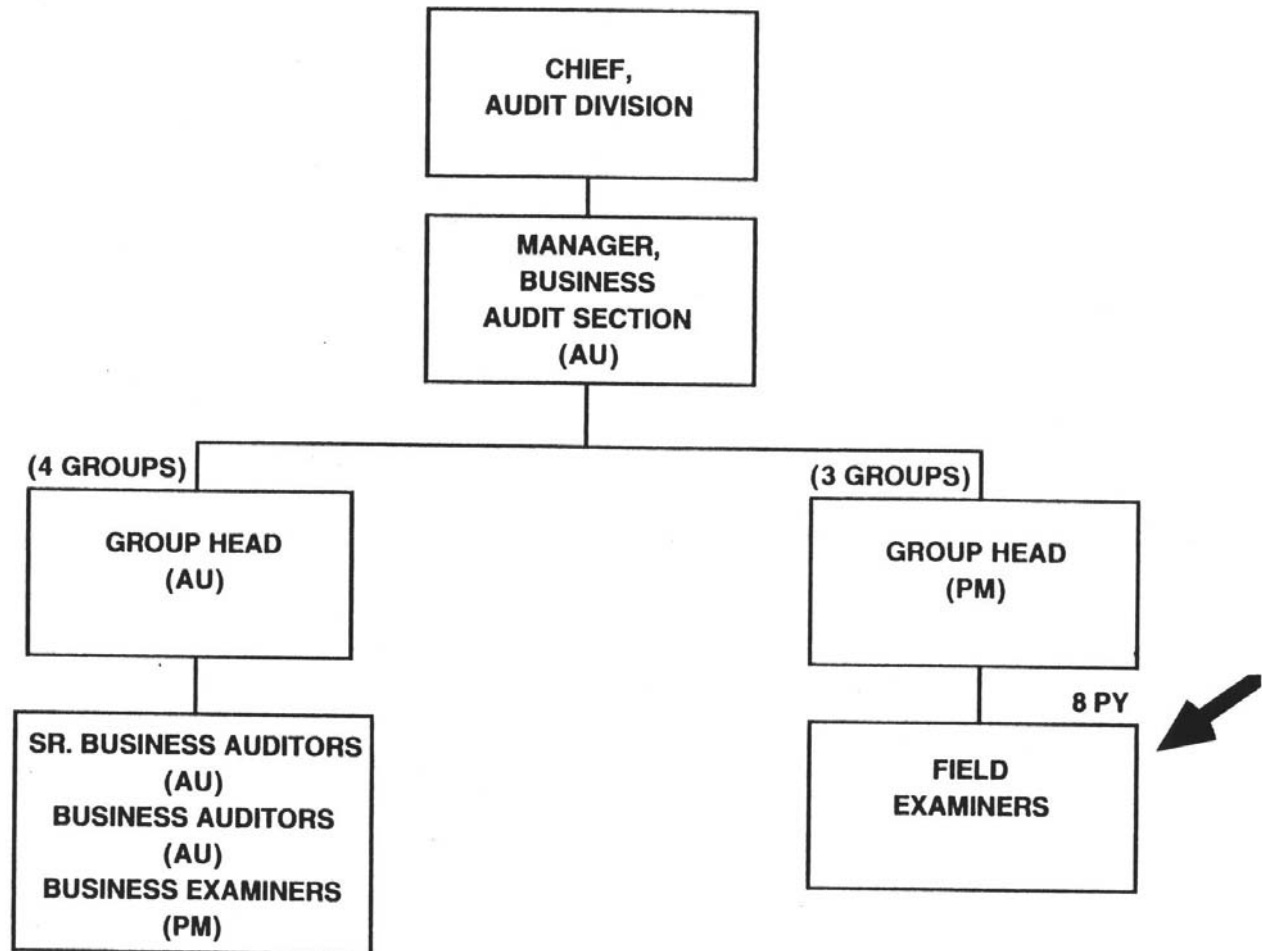 CHIEF,
AUDIT DIVISION
MANAGER,
BUSINESS
AUDIT SECTION
(AU)
(4 GROUPS)
GROUP HEAD
(AU)
SR. BUSINESS AUDITORS
(AU)
BUSINESS AUDITORS
(AU)
BUSINESS EXAMINERS
(PM)
(3 GROUPS)
GROUP HEAD
(PM)
8 PY
FIELD
EXAMINERS